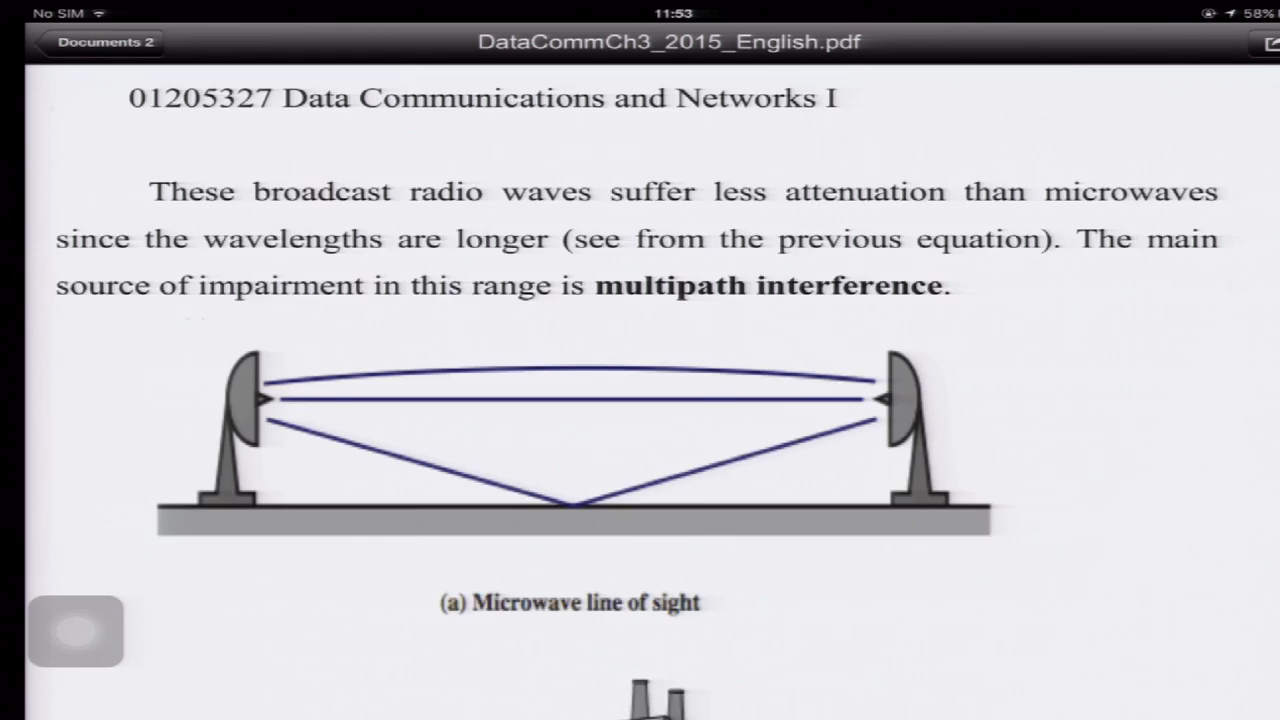 No SIM 11:53 58%
Documents 2 DataCommCh3_2015_English.pdf
01205327 Data Communications and Networks I
These broadcast radio waves suffer less attenuation than microwaves
since the wavelengths are longer (see from the previous equation). The main
source of impairment in this range is multipath interference.
(a) Microwave line of sight